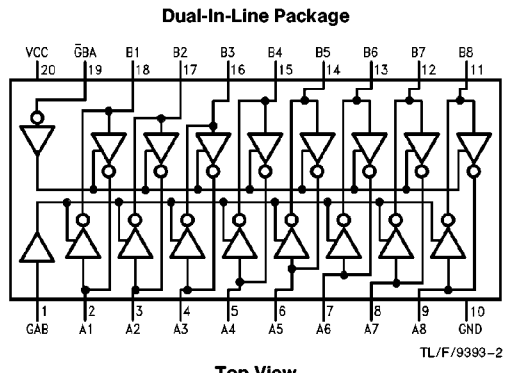 Dual-In-Line Package
VCC G̅BA B1 B2 B3 B4 B5 B6 B7 B8
20 19 18 17 16 15 14 13 12 11
1 2 3 4 5 6 7 8 9 10
GAB A1 A2 A3 A4 A5 A6 A7 A8 GND
TL/F/9393-2
Top View